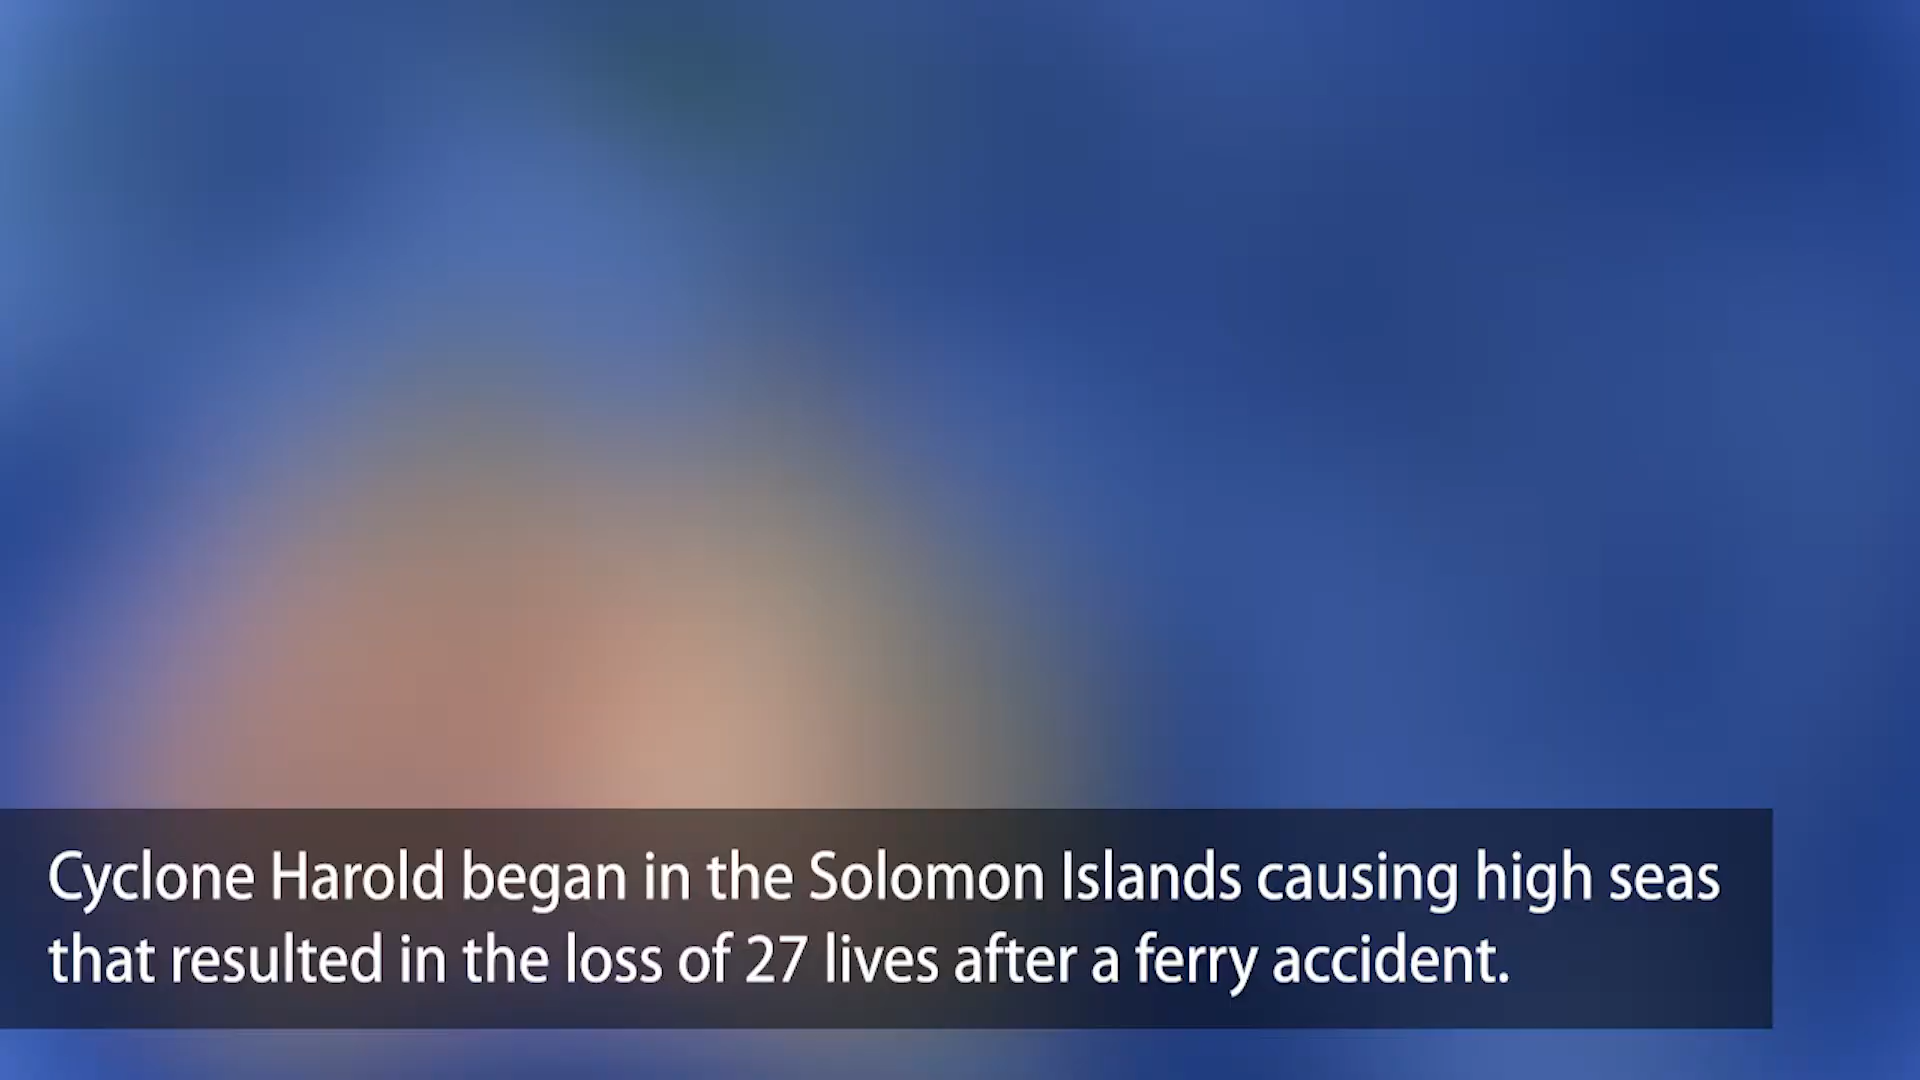 Cyclone Harold began in the Solomon Islands causing high seas
that resulted in the loss of 27 lives after a ferry accident.